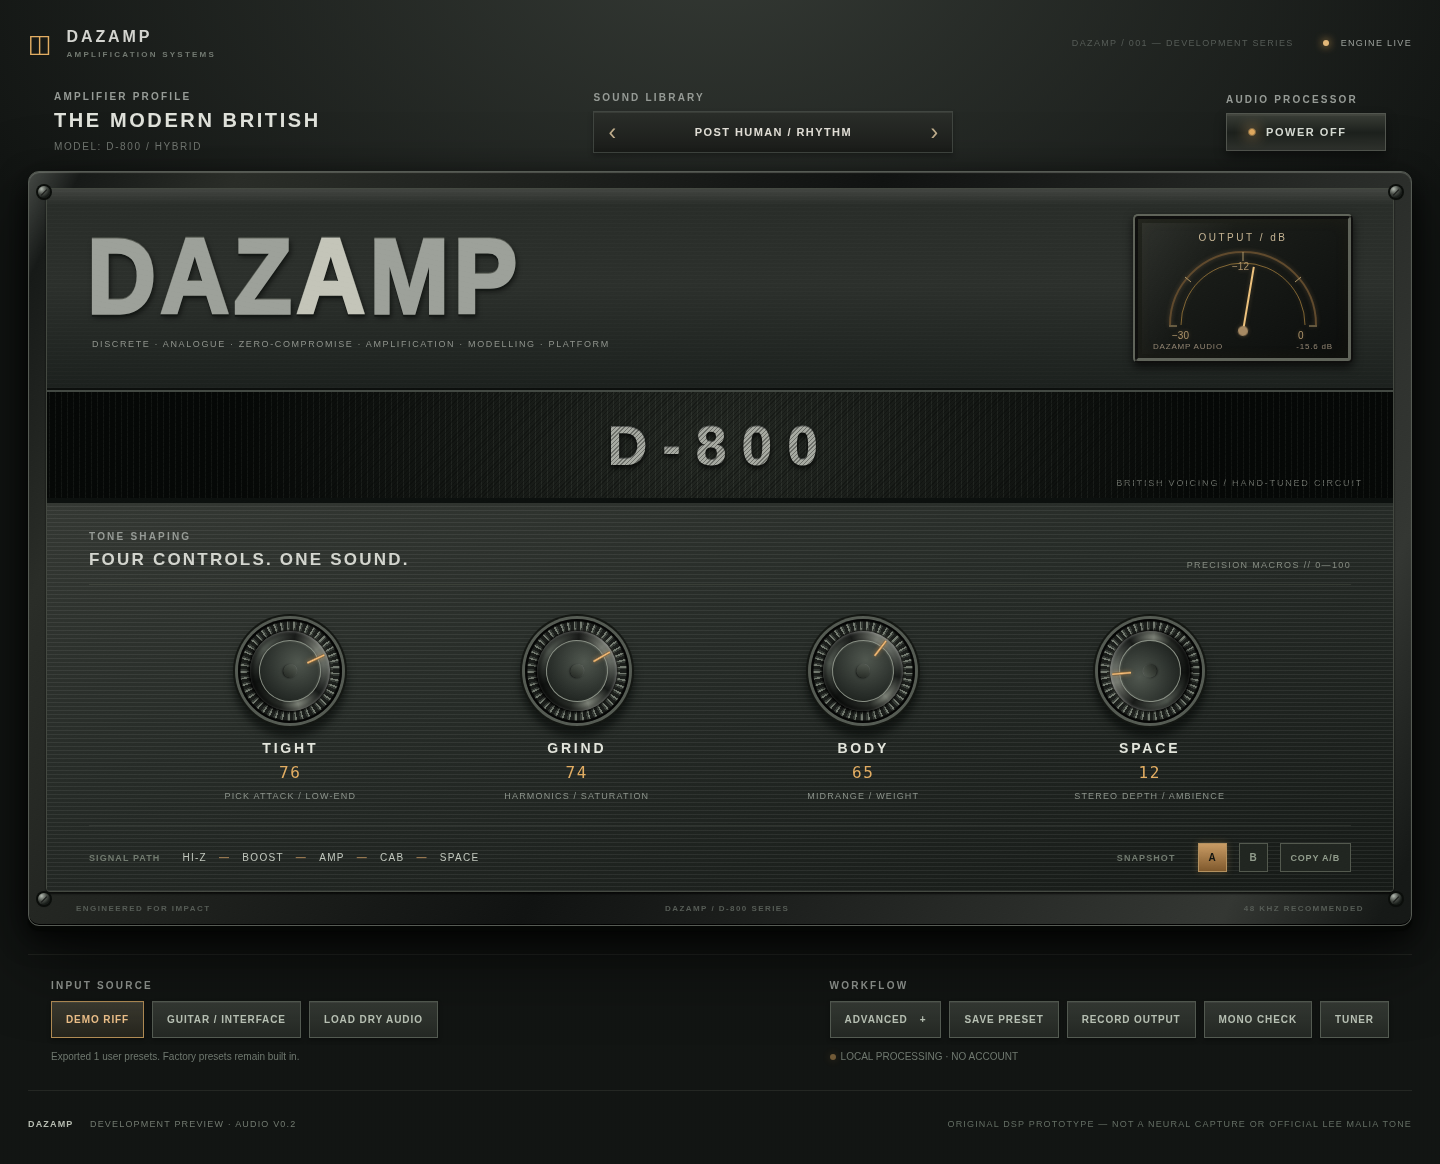 DAZAMP
AMPLIFICATION SYSTEMS
DAZAMP / 001 — DEVELOPMENT SERIES
ENGINE LIVE
AMPLIFIER PROFILE
THE MODERN BRITISH
MODEL: D-800 / HYBRID
SOUND LIBRARY
‹ POST HUMAN / RHYTHM ›
AUDIO PROCESSOR
POWER OFF
DAZAMP
DISCRETE · ANALOGUE · ZERO-COMPROMISE · AMPLIFICATION · MODELLING · PLATFORM
OUTPUT / dB
−12
−30 0
DAZAMP AUDIO -15.6 dB
D-800
BRITISH VOICING / HAND-TUNED CIRCUIT
TONE SHAPING
FOUR CONTROLS. ONE SOUND.
PRECISION MACROS // 0—100
TIGHT
76
PICK ATTACK / LOW-END
GRIND
74
HARMONICS / SATURATION
BODY
65
MIDRANGE / WEIGHT
SPACE
12
STEREO DEPTH / AMBIENCE
SIGNAL PATH HI-Z — BOOST — AMP — CAB — SPACE
SNAPSHOT A B COPY A/B
ENGINEERED FOR IMPACT
DAZAMP / D-800 SERIES
48 KHZ RECOMMENDED
INPUT SOURCE
DEMO RIFF GUITAR / INTERFACE LOAD DRY AUDIO
Exported 1 user presets. Factory presets remain built in.
WORKFLOW
ADVANCED + SAVE PRESET RECORD OUTPUT MONO CHECK TUNER
LOCAL PROCESSING · NO ACCOUNT
DAZAMP DEVELOPMENT PREVIEW · AUDIO V0.2
ORIGINAL DSP PROTOTYPE — NOT A NEURAL CAPTURE OR OFFICIAL LEE MALIA TONE